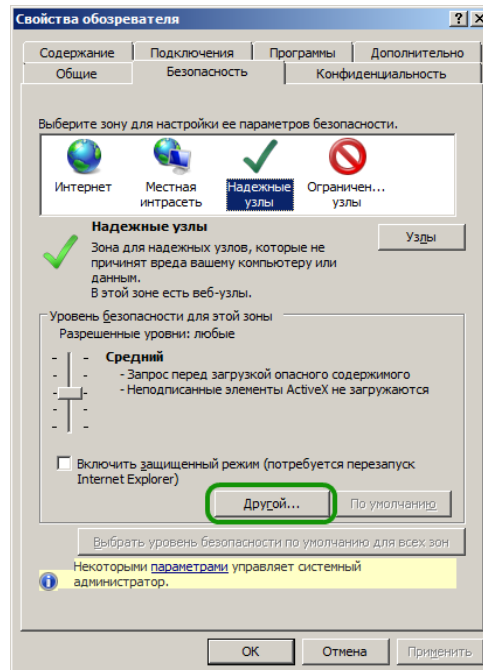 Свойства обозревателя
Содержание Подключения Программы Дополнительно
Общие Безопасность Конфиденциальность
Выберите зону для настройки ее параметров безопасности.
Интернет Местная интрасеть Надежные узлы Ограничен... узлы
Надежные узлы
Узлы
Зона для надежных узлов, которые не
причинят вреда вашему компьютеру или
данным.
В этой зоне есть веб-узлы.
Уровень безопасности для этой зоны
Разрешенные уровни: любые
Средний
- Запрос перед загрузкой опасного содержимого
- Неподписанные элементы ActiveX не загружаются
Включить защищенный режим (потребуется перезапуск
Internet Explorer)
Другой... По умолчанию
Выбрать уровень безопасности по умолчанию для всех зон
Некоторыми параметрами управляет системный
администратор.
OK Отмена Применить